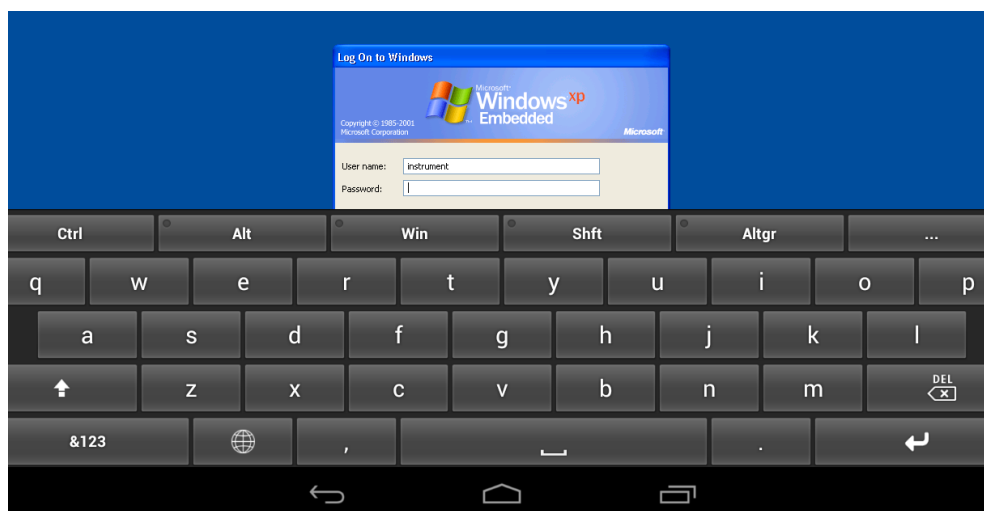 Log On to Windows
Microsoft
Windows xp
Embedded
Copyright © 1985-2001
Microsoft Corporation
Microsoft
User name: instrument
Password:
Ctrl Alt Win Shft Altgr ...
q w e r t y u i o p
a s d f g h j k l
z x c v b n m DEL
&123 , .